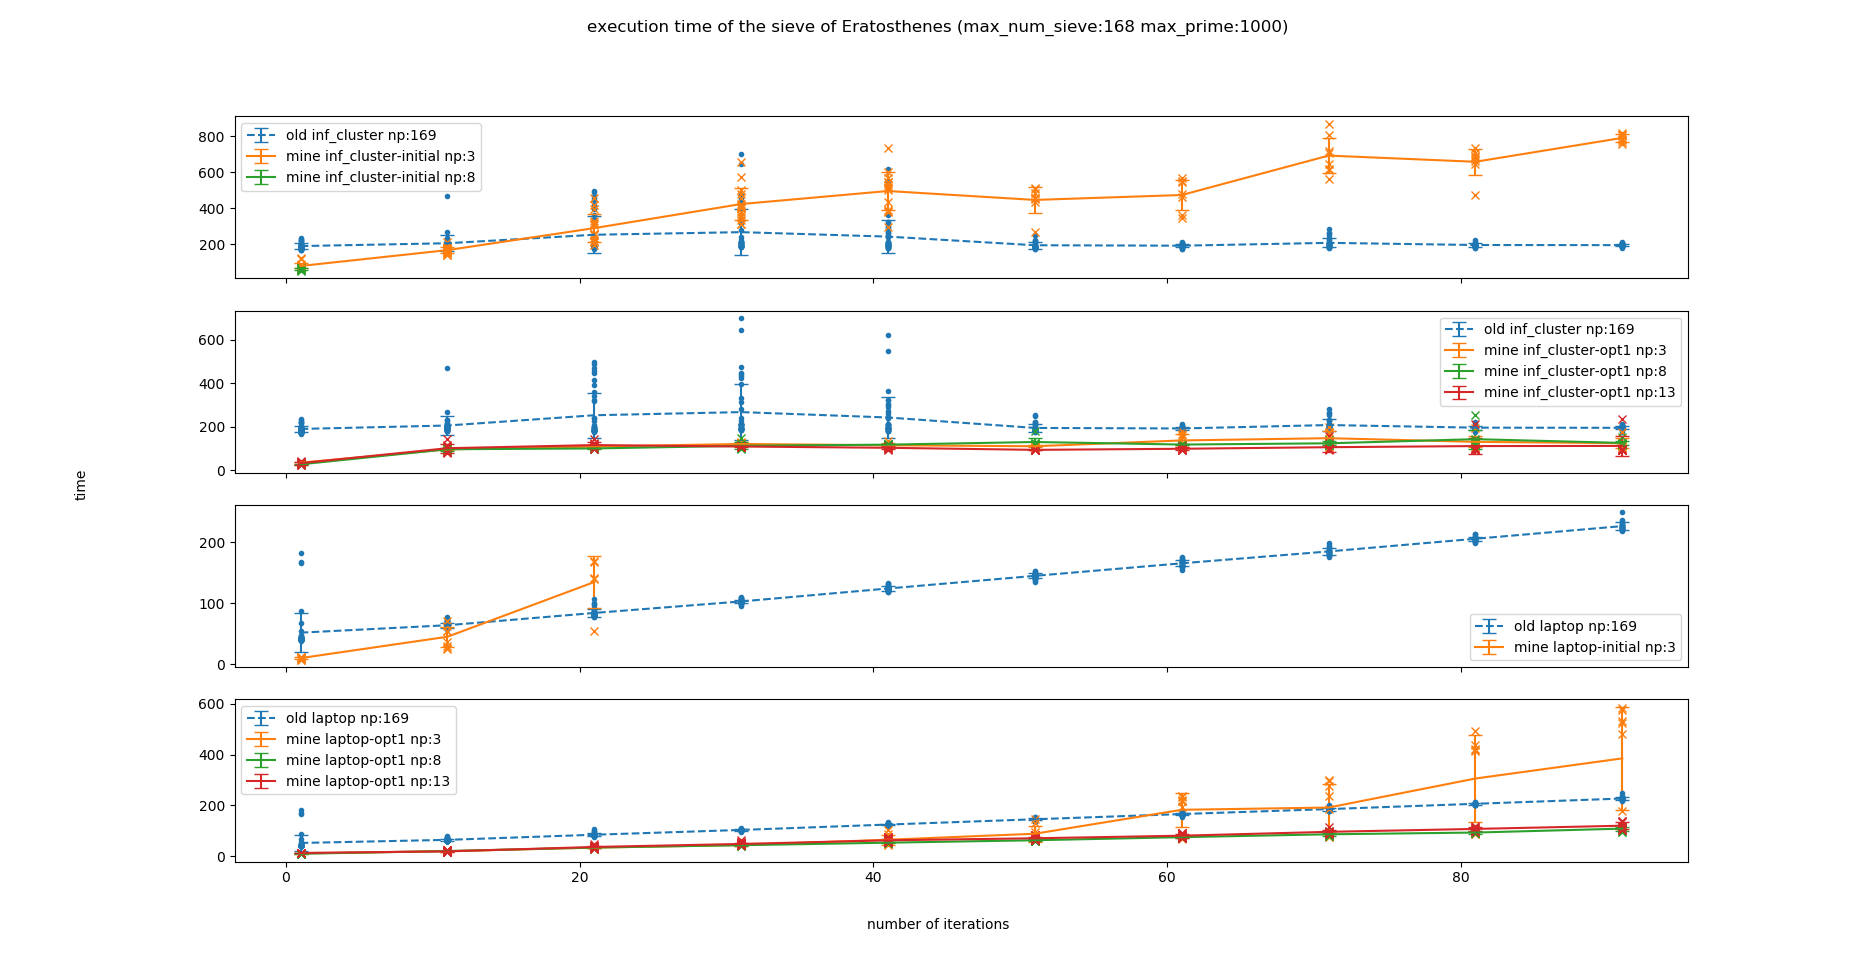 execution time of the sieve of Eratosthenes (max_num_sieve:168 max_prime:1000)
800
600
400
200
old inf_cluster np:169
mine inf_cluster-initial np:3
mine inf_cluster-initial np:8
600
400
200
0
old inf_cluster np:169
mine inf_cluster-opt1 np:3
mine inf_cluster-opt1 np:8
mine inf_cluster-opt1 np:13
time
200
100
0
old laptop np:169
mine laptop-initial np:3
600
400
200
0
old laptop np:169
mine laptop-opt1 np:3
mine laptop-opt1 np:8
mine laptop-opt1 np:13
0 20 40 60 80
number of iterations